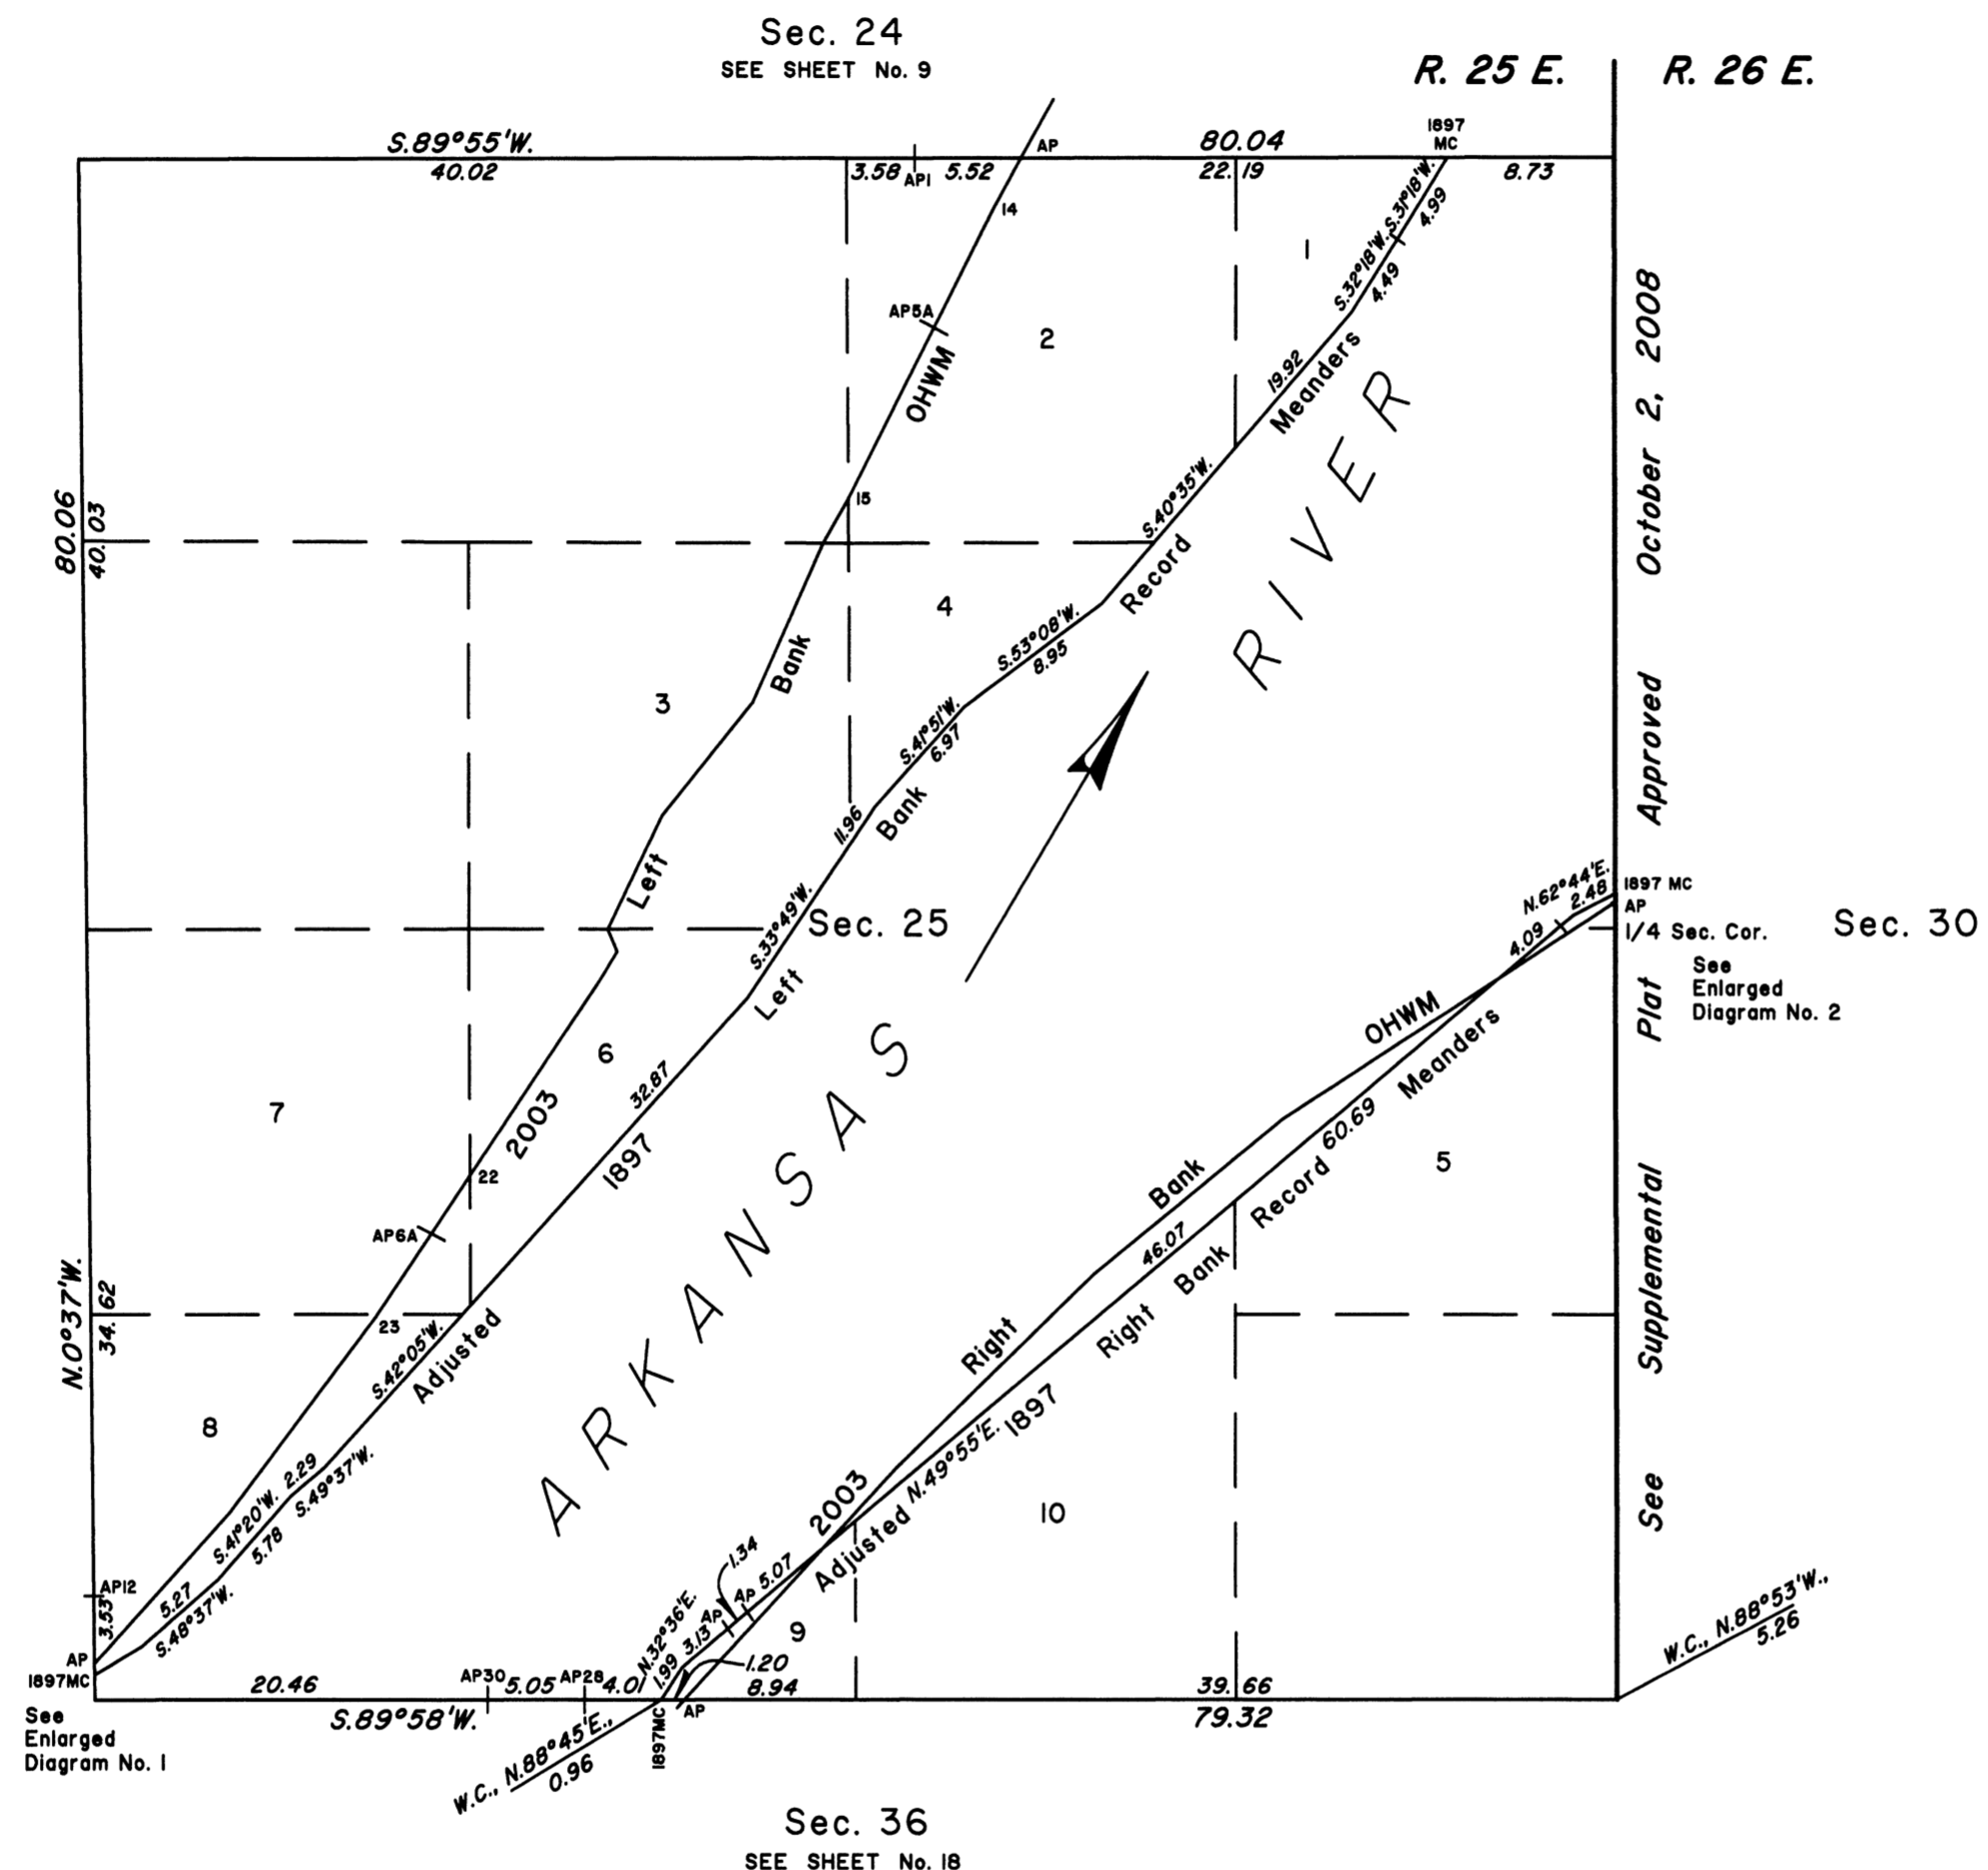 Sec. 24
SEE SHEET No. 9
R. 25 E.
R. 26 E.
S.89°55'W.
80.04
1897
MC
AP
40.02
3.58
AP1
5.52
22.19
8.73
14
S.31°18'W.
4.99
1
S.32°18'W.
4.49
AP5A
2
OHWM
19.92
Meanders
15
80.06
40.03
S.40°35'W.
Record
RIVER
4
S.53°08'W.
8.95
Bank
3
S.41°51'W.
6.97
11.96
Bank
Left
S.33°49'W.
Sec. 25
Left
N.62°44'E.
2.48
4.09
1897 MC
AP
1/4 Sec. Cor.
Sec. 30
See
Enlarged
Diagram No. 2
OHWM
Meanders
6
32.87
7
2003
1897
ARKANSAS
60.69
5
Bank
Record
22
46.07
Bank
AP6A
Right
Right
N.0°37'W.
34.62
23
S.42°05'W.
Adjusted
8
1897
N.49°55'E.
2003
Adjusted
10
2.29
S.49°37'W.
S.41°20'W.
5.78
1.34
5.07
AP
AP
AP12
3.53
5.27
S.48°37'W.
N.32°36'E.
3.13
1.99
9
1.20
AP
1897MC
20.46
AP30
5.05
AP28
4.01
8.94
39.66
AP
1897MC
S.89°58'W.
79.32
See
Enlarged
Diagram No. 1
W.C., N.88°45'E.,
0.96
W.C., N.88°53'W.,
5.26
See Supplemental Plat Approved October 2, 2008
Sec. 36
SEE SHEET No. 18